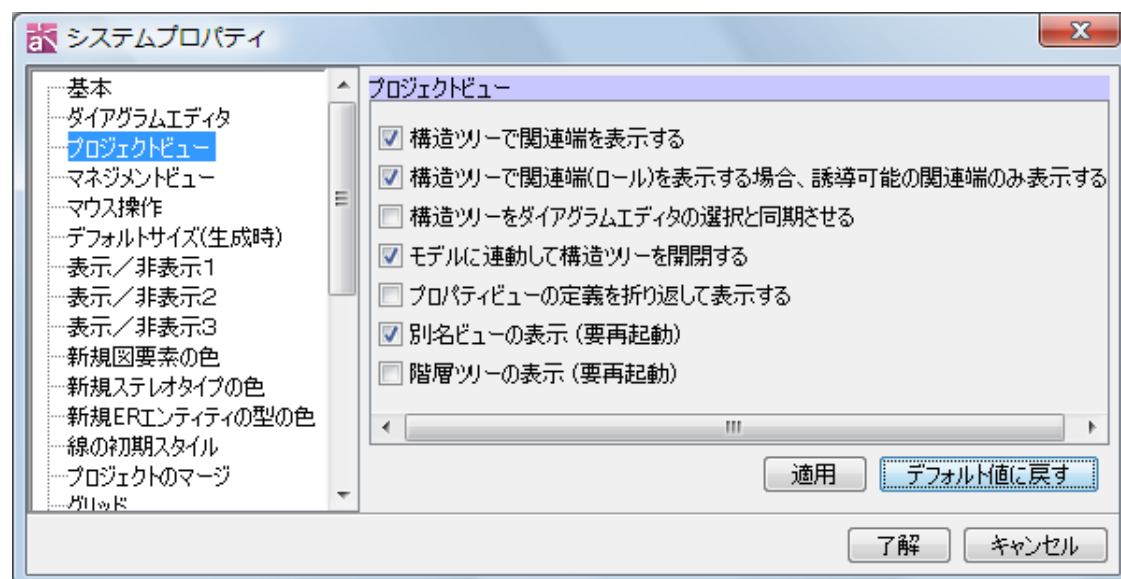 システムプロパティ
基本
ダイアグラムエディタ
プロジェクトビュー
マネジメントビュー
マウス操作
デフォルトサイズ(生成時)
表示／非表示1
表示／非表示2
表示／非表示3
新規図要素の色
新規ステレオタイプの色
新規ERエンティティの型の色
線の初期スタイル
プロジェクトのマージ
グリッド
プロジェクトビュー
構造ツリーで関連端を表示する
構造ツリーで関連端(ロール)を表示する場合、誘導可能の関連端のみ表示する
構造ツリーをダイアグラムエディタの選択と同期させる
モデルに連動して構造ツリーを開閉する
プロパティビューの定義を折り返して表示する
別名ビューの表示 (要再起動)
階層ツリーの表示 (要再起動)
適用
デフォルト値に戻す
了解
キャンセル